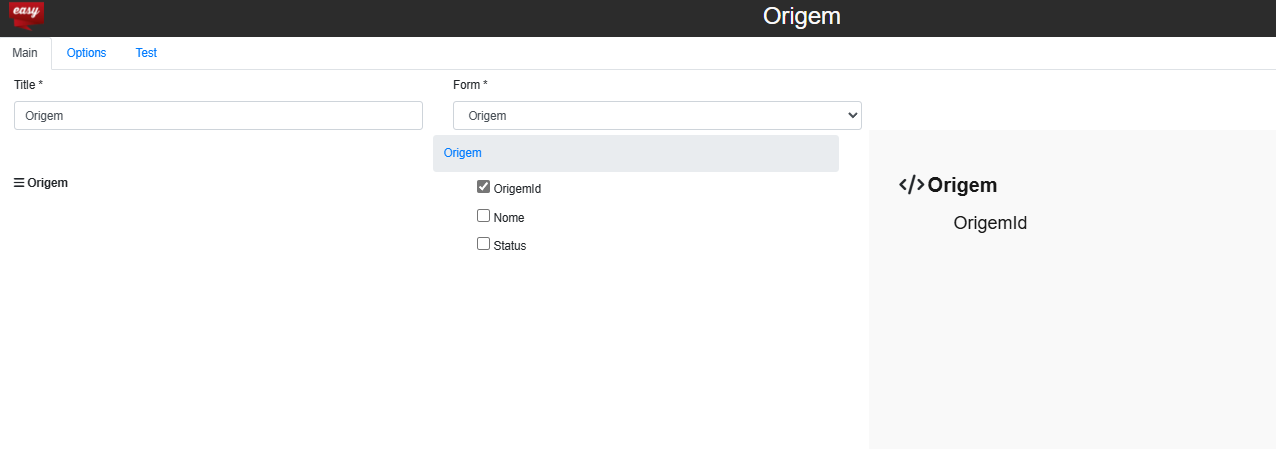 easy
Origem
Main Options Test
Title * Form *
Origem Origem
Origem
Origem
OrigemId
Nome
Status
</>Origem
OrigemId